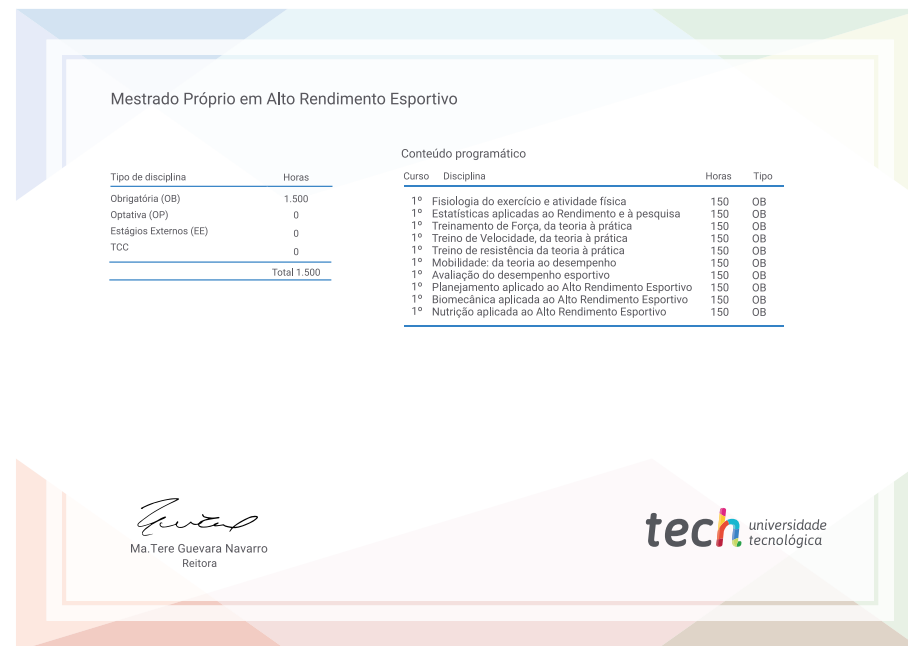 Mestrado Próprio em Alto Rendimento Esportivo
Tipo de disciplina Horas
Obrigatória (OB) 1.500
Optativa (OP) 0
Estágios Externos (EE) 0
TCC 0
Total 1.500
Conteúdo programático
Curso Disciplina Horas Tipo
1º Fisiologia do exercício e atividade física 150 OB
1º Estatísticas aplicadas ao Rendimento e à pesquisa 150 OB
1º Treinamento de Força, da teoria à prática 150 OB
1º Treino de Velocidade, da teoria à prática 150 OB
1º Treino de resistência da teoria à prática 150 OB
1º Mobilidade: da teoria ao desempenho 150 OB
1º Avaliação do desempenho esportivo 150 OB
1º Planejamento aplicado ao Alto Rendimento Esportivo 150 OB
1º Biomecânica aplicada ao Alto Rendimento Esportivo 150 OB
1º Nutrição aplicada ao Alto Rendimento Esportivo 150 OB
Ma.Tere Guevara Navarro
Reitora
tech universidade
tecnológica